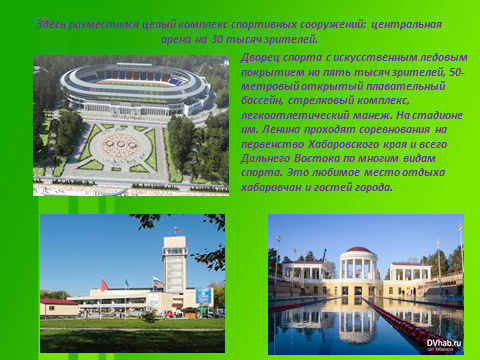 Здесь разместился целый комплекс спортивных сооружений: центральная
арена на 30 тысяч зрителей.
Дворец спорта с искусственным ледовым
покрытием на пять тысяч зрителей, 50-
метровый открытый плавательный
бассейн, стрелковый комплекс,
легкоатлетический манеж. На стадионе
им. Ленина проходят соревнования на
первенство Хабаровского края и всего
Дальнего Востока по многим видам
спорта. Это любимое место отдыха
хабаровчан и гостей города.
DVhab.ru